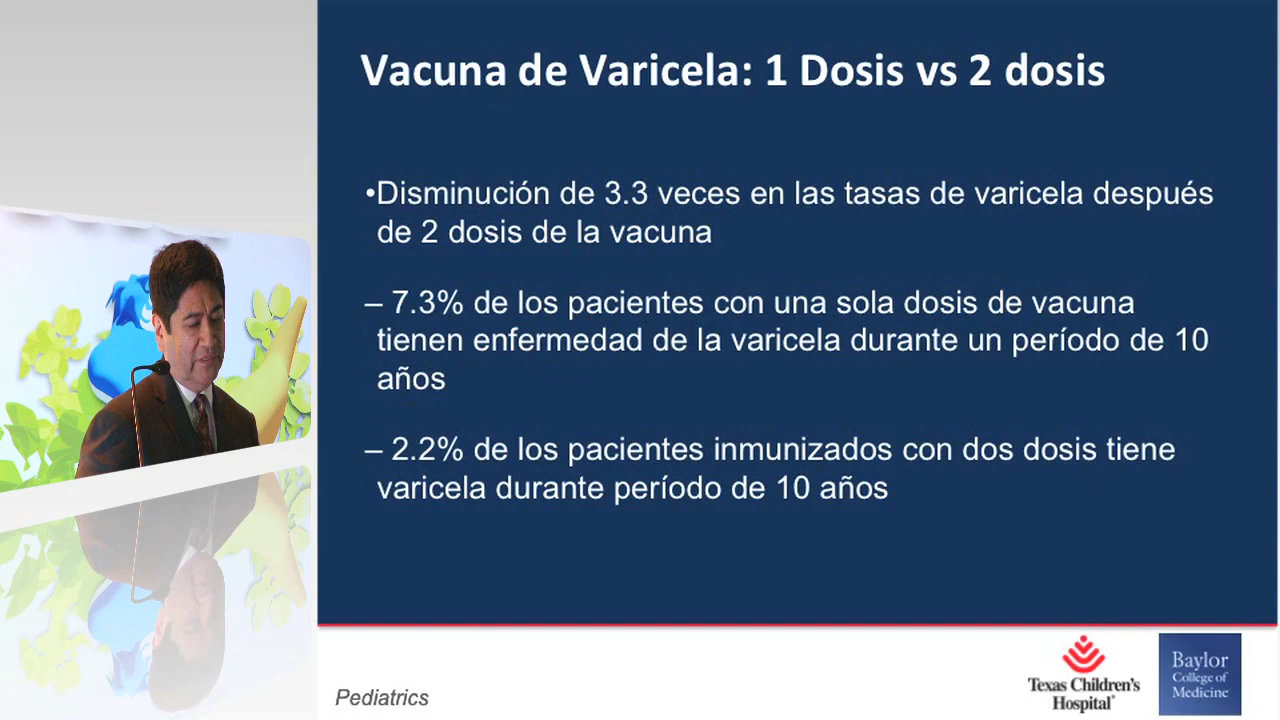 Vacuna de Varicela: 1 Dosis vs 2 dosis
•Disminución de 3.3 veces en las tasas de varicela después
de 2 dosis de la vacuna
– 7.3% de los pacientes con una sola dosis de vacuna
tienen enfermedad de la varicela durante un período de 10
años
– 2.2% de los pacientes inmunizados con dos dosis tiene
varicela durante período de 10 años
Pediatrics
Texas Children's
Hospital
Baylor
College of
Medicine